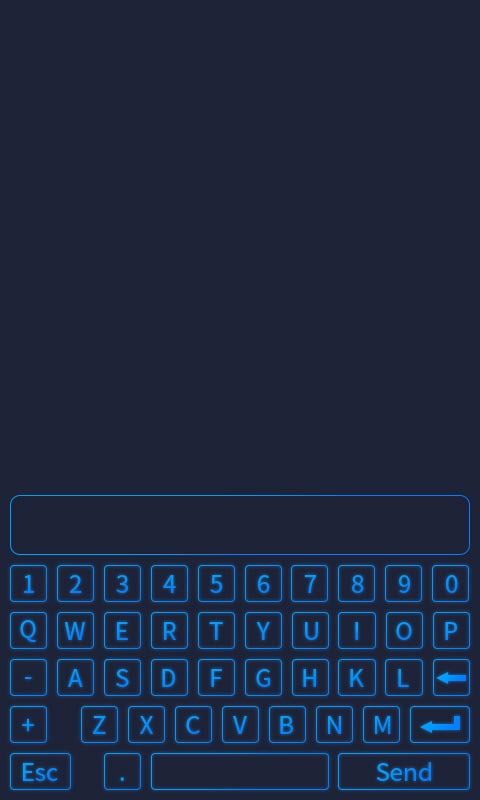 1 2 3 4 5 6 7 8 9 0
Q W E R T Y U I O P
- A S D F G H K L
+ Z X C V B N M
Esc . Send